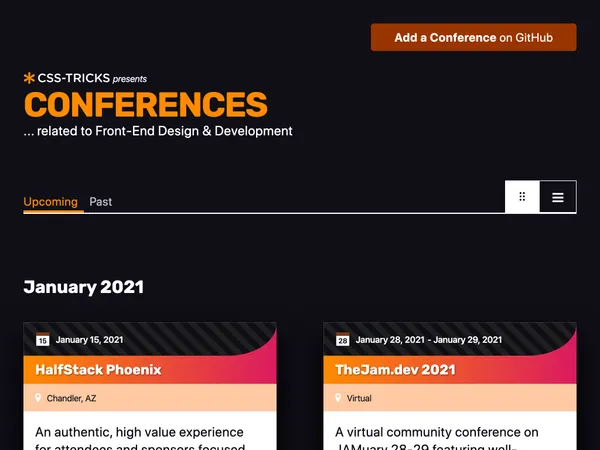 Add a Conference on GitHub
CSS-TRICKS presents
CONFERENCES
... related to Front-End Design & Development
Upcoming
Past
January 2021
15
January 15, 2021
HalfStack Phoenix
Chandler, AZ
An authentic, high value experience
for attendees and sponsors focused
28
January 28, 2021 - January 29, 2021
TheJam.dev 2021
Virtual
A virtual community conference on
JAMuary 28-29 featuring well-